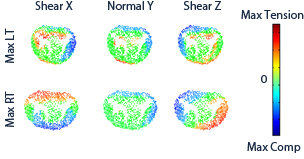 Shear X Normal Y Shear Z
Max Tension
Max LT
0
Max RT
Max Comp